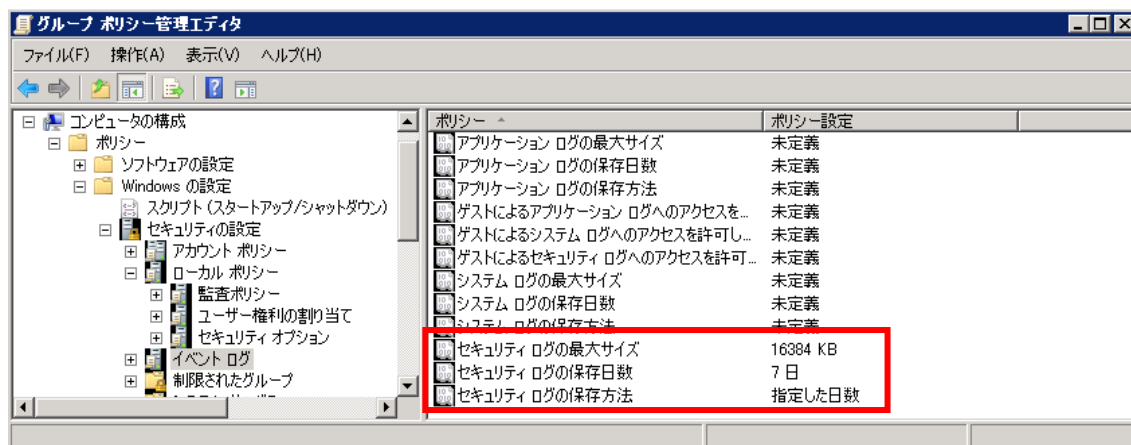 グループ ポリシー管理エディタ
ファイル(F) 操作(A) 表示(V) ヘルプ(H)
コンピュータの構成
ポリシー
ソフトウェアの設定
Windows の設定
スクリプト (スタートアップ/シャットダウン)
セキュリティの設定
アカウント ポリシー
ローカル ポリシー
監査ポリシー
ユーザー権利の割り当て
セキュリティ オプション
イベント ログ
制限されたグループ
ポリシー ポリシー設定
アプリケーション ログの最大サイズ 未定義
アプリケーション ログの保存日数 未定義
アプリケーション ログの保存方法 未定義
ゲストによるアプリケーション ログへのアクセスを... 未定義
ゲストによるシステム ログへのアクセスを許可し... 未定義
ゲストによるセキュリティ ログへのアクセスを許可... 未定義
システム ログの最大サイズ 未定義
システム ログの保存日数 未定義
システム ログの保存方法 未定義
セキュリティ ログの最大サイズ 16384 KB
セキュリティ ログの保存日数 7 日
セキュリティ ログの保存方法 指定した日数